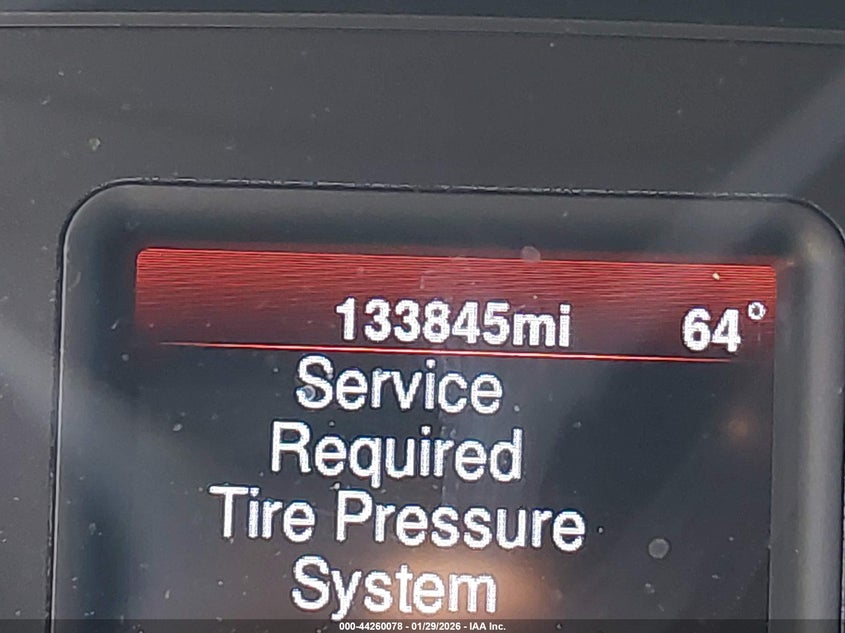 133845mi 64°
Service
Required
Tire Pressure
System
000-44260078 - 01/29/2026 - IAA Inc.